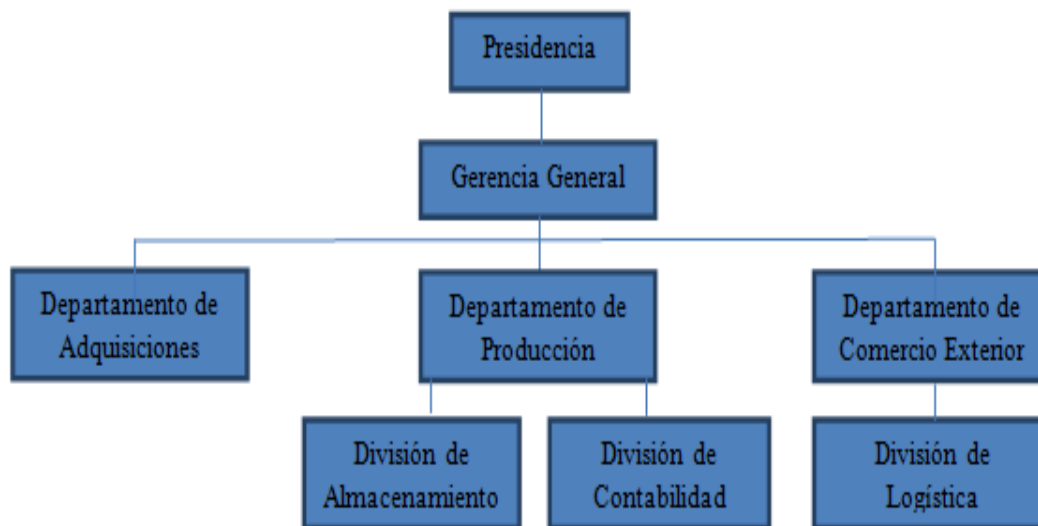 Presidencia
Gerencia General
Departamento de
Adquisiciones
Departamento de
Producción
Departamento de
Comercio Exterior
División de
Almacenamiento
División de
Contabilidad
División de
Logística